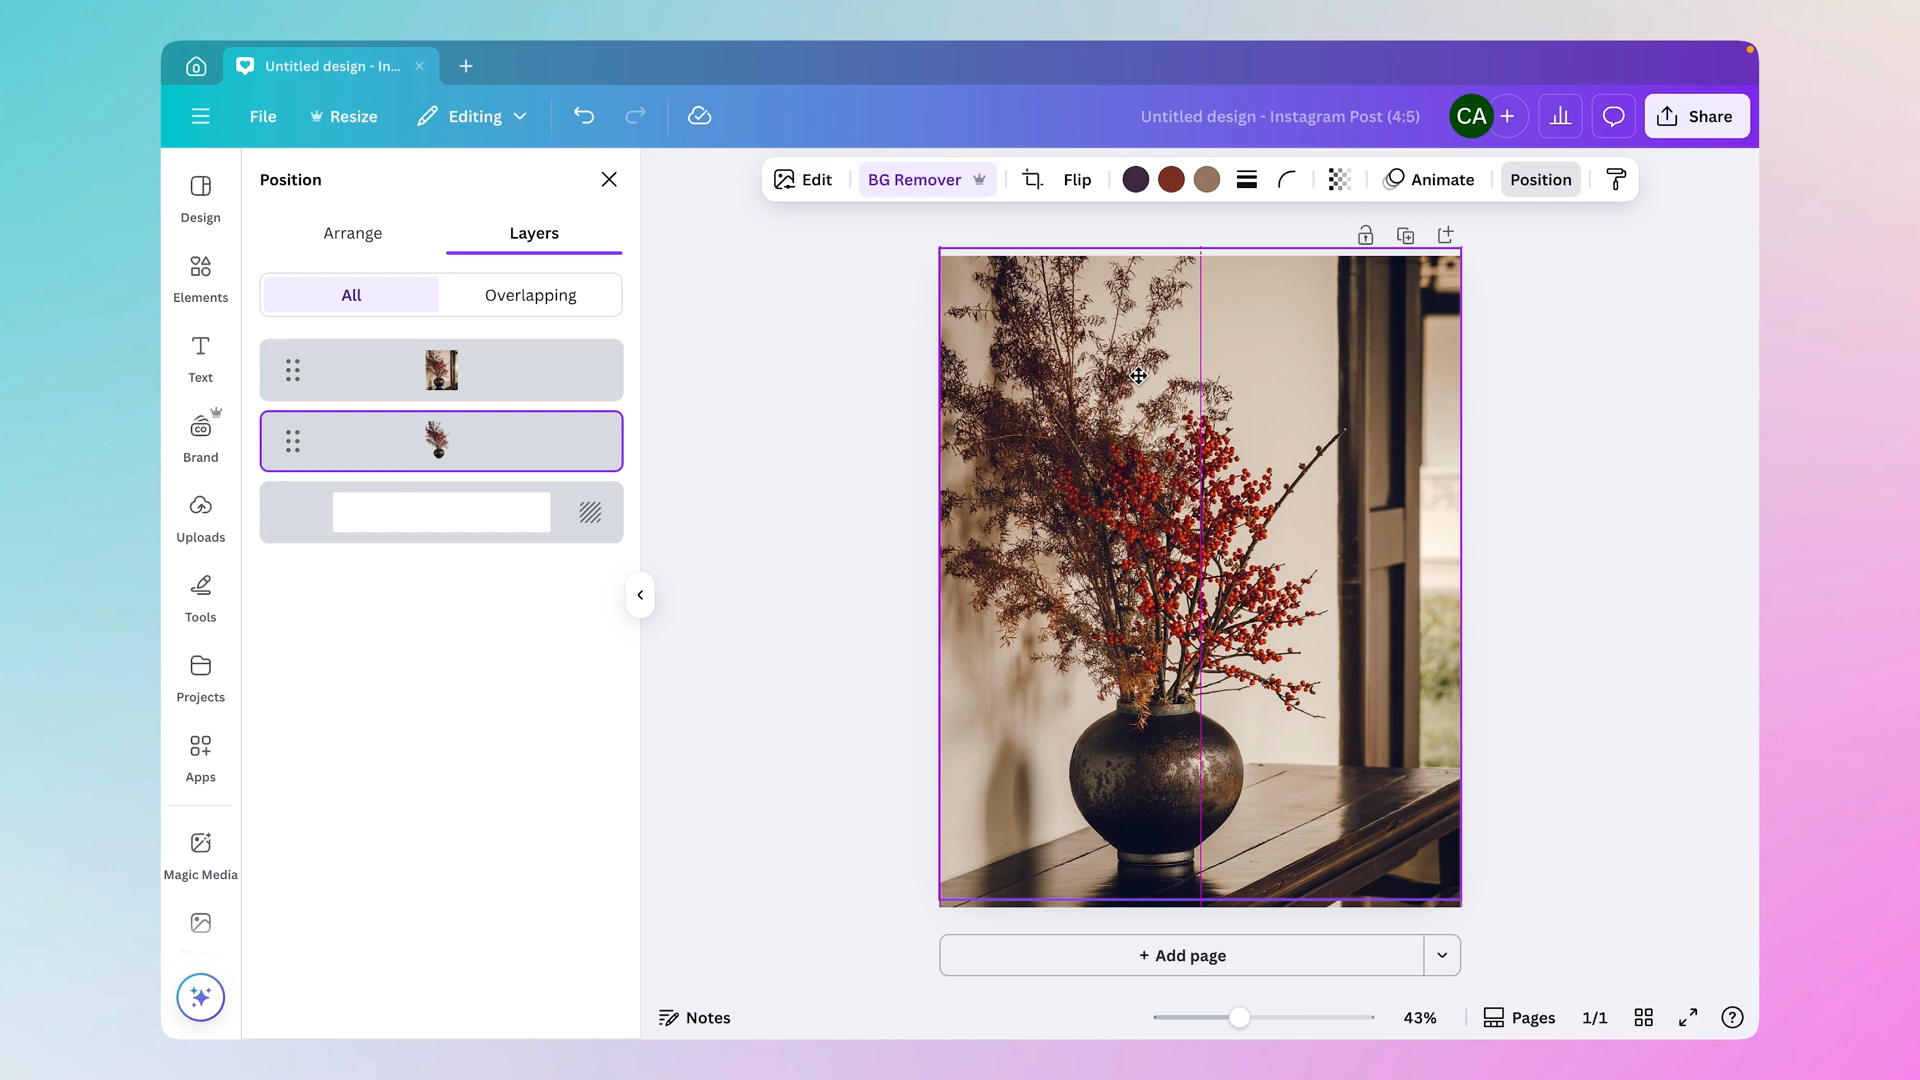 Untitled design - In...
File
Resize
Editing
Untitled design - Instagram Post (4:5)
CA
Share
Design
Elements
Text
CO
Brand
Uploads
Tools
Projects
Apps
Magic Media
Position
Arrange
Layers
All
Overlapping
Edit
BG Remover
Flip
Animate
Position
+ Add page
Notes
43%
Pages
1/1